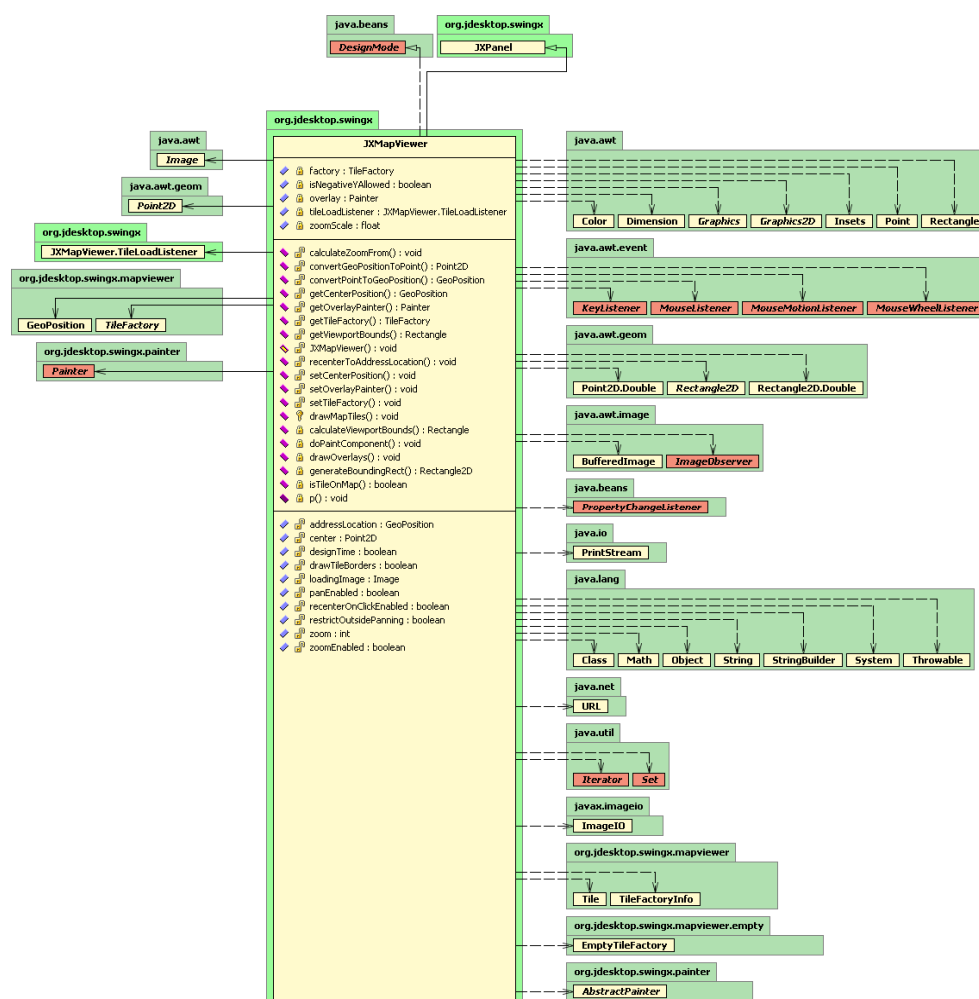 java.beans
DesignMode
org.jdesktop.swingx
JXPanel
org.jdesktop.swingx
JXMapViewer
factory : TileFactory
isNegativeYAllowed : boolean
overlay : Painter
tileLoadListener : JXMapViewer.TileLoadListener
zoomScale : float
calculateZoomFrom() : void
convertGeoPositionToPoint() : Point2D
convertPointToGeoPosition() : GeoPosition
getCenterPosition() : GeoPosition
getOverlayPainter() : Painter
getTileFactory() : TileFactory
getViewportBounds() : Rectangle
JXMapViewer() : void
recenterToAddressLocation() : void
setCenterPosition() : void
setOverlayPainter() : void
setTileFactory() : void
drawMapTiles() : void
calculateViewportBounds() : Rectangle
doPaintComponent() : void
drawOverlays() : void
generateBoundingRect() : Rectangle2D
isTileOnMap() : boolean
p() : void
addressLocation : GeoPosition
center : Point2D
designTime : boolean
drawTileBorders : boolean
loadingImage : Image
panEnabled : boolean
recenterOnClickEnabled : boolean
restrictOutsidePanning : boolean
zoom : int
zoomEnabled : boolean
java.awt
Image
java.awt.geom
Point2D
org.jdesktop.swingx
JXMapViewer.TileLoadListener
org.jdesktop.swingx.mapviewer
GeoPosition TileFactory
org.jdesktop.swingx.painter
Painter
java.awt
Color Dimension Graphics Graphics2D Insets Point Rectangle
java.awt.event
KeyListener MouseListener MouseMotionListener MouseWheelListener
java.awt.geom
Point2D.Double Rectangle2D Rectangle2D.Double
java.awt.image
BufferedImage ImageObserver
java.beans
PropertyChangeListener
java.io
PrintStream
java.lang
Class Math Object String StringBuilder System Throwable
java.net
URL
java.util
Iterator Set
javax.imageio
ImageIO
org.jdesktop.swingx.mapviewer
Tile TileFactoryInfo
org.jdesktop.swingx.mapviewer.empty
EmptyTileFactory
org.jdesktop.swingx.painter
AbstractPainter